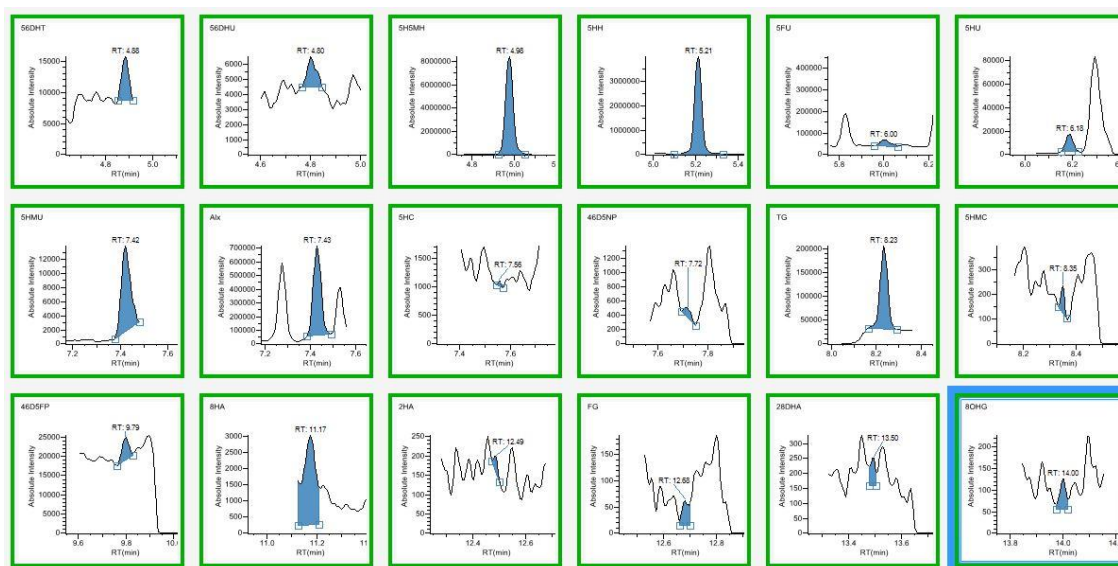 56DHT
RT: 4.88
Absolute Intensity
15000
10000
5000
0
4.8
5.0
RT(min)
56DHU
RT: 4.80
Absolute Intensity
6000
5000
4000
3000
2000
1000
0
4.6
4.8
5.0
RT(min)
5H5MH
RT: 4.98
Absolute Intensity
8000000
6000000
4000000
2000000
0
4.8
5.0
5
RT(min)
5HH
RT: 5.21
Absolute Intensity
3000000
2000000
1000000
0
5.0
5.2
5.4
RT(min)
5FU
RT: 6.00
Absolute Intensity
400000
300000
200000
100000
0
5.8
6.0
6.2
RT(min)
5HU
RT: 6.18
Absolute Intensity
80000
60000
40000
20000
0
6.2
RT(min)
5HMU
RT: 7.42
Absolute Intensity
12000
10000
8000
6000
4000
2000
0
7.2
7.4
7.6
RT(min)
Alx
RT: 7.43
Absolute Intensity
700000
600000
500000
400000
300000
200000
100000
0
7.2
7.4
7.6
RT(min)
5HC
RT: 7.56
Absolute Intensity
1500
1000
500
0
7.4
7.6
RT(min)
46D5NP
RT: 7.72
Absolute Intensity
1200
1000
800
600
400
200
0
7.6
7.8
RT(min)
TG
RT: 8.23
Absolute Intensity
200000
150000
100000
50000
0
8.0
8.2
8.4
RT(min)
5HMC
RT: 8.35
Absolute Intensity
300
200
100
0
8.2
8.4
RT(min)
46D5FP
RT: 9.79
Absolute Intensity
25000
20000
15000
10000
5000
0
9.6
9.8
10.0
RT(min)
8HA
RT: 11.17
Absolute Intensity
3000
2500
2000
1500
1000
500
0
11.0
11.2
11
RT(min)
2HA
RT: 12.49
Absolute Intensity
250
200
150
100
50
0
12.4
12.6
RT(min)
FG
RT: 12.68
Absolute Intensity
200
150
100
50
0
12.6
12.8
RT(min)
28DHA
RT: 13.50
Absolute Intensity
300
250
200
150
100
50
0
13.4
13.6
RT(min)
8OHG
RT: 14.00
Absolute Intensity
200
150
100
50
0
13.8
14.0
RT(min)